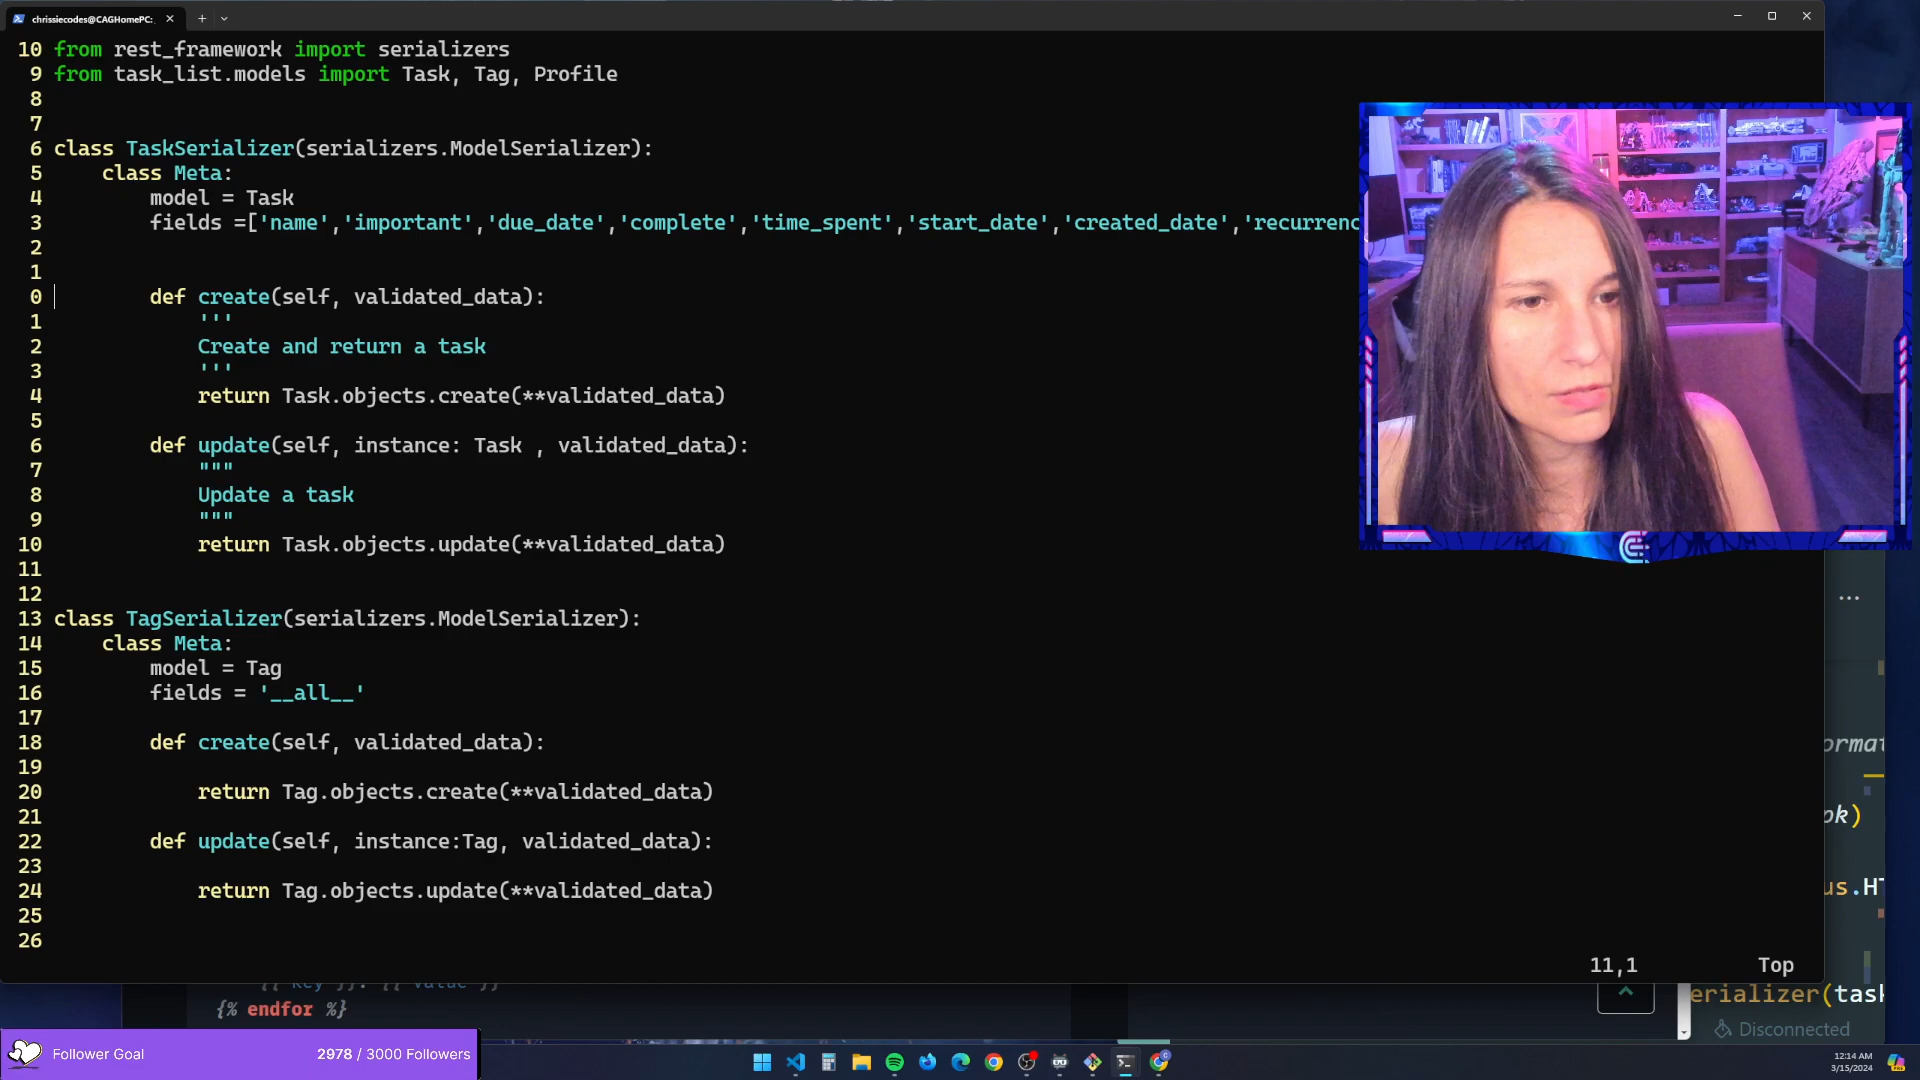 chrissiecodes@CAGHomePC:
10 from rest_framework import serializers
9 from task_list.models import Task, Tag, Profile
8
7
6 class TaskSerializer(serializers.ModelSerializer):
5     class Meta:
4         model = Task
3         fields =['name','important','due_date','complete','time_spent','start_date','created_date','recurrenc
2
1
0         def create(self, validated_data):
1             '''
2             Create and return a task
3             '''
4             return Task.objects.create(**validated_data)
5
6         def update(self, instance: Task , validated_data):
7             """
8             Update a task
9             """
10             return Task.objects.update(**validated_data)
11
12
13 class TagSerializer(serializers.ModelSerializer):
14     class Meta:
15         model = Tag
16         fields = '__all__'
17
18         def create(self, validated_data):
19
20             return Tag.objects.create(**validated_data)
21
22         def update(self, instance:Tag, validated_data):
23
24             return Tag.objects.update(**validated_data)
25
26
11,1 Top
pk)
us.HT
{% endfor %}
erializer(task
Disconnected
Follower Goal 2978 / 3000 Followers
12:14 AM
3/15/2024